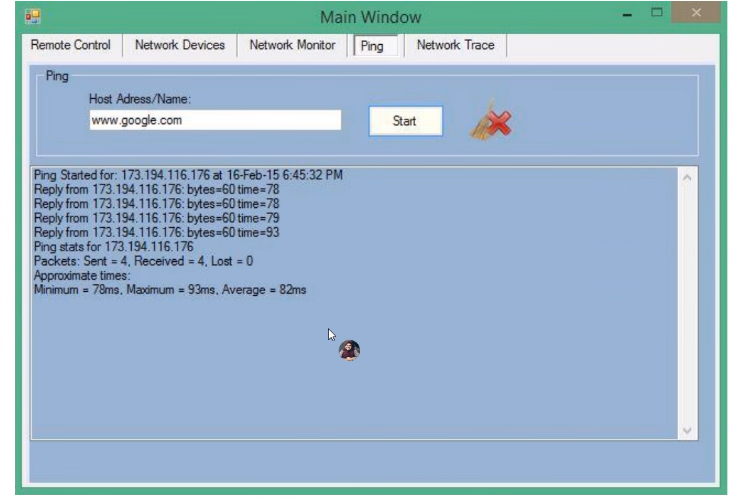 Main Window
Remote Control Network Devices Network Monitor Ping Network Trace
Ping
Host Adress/Name:
www.google.com
Start
Ping Started for: 173.194.116.176 at 16-Feb-15 6:45:32 PM
Reply from 173.194.116.176: bytes=60 time=78
Reply from 173.194.116.176: bytes=60 time=78
Reply from 173.194.116.176: bytes=60 time=79
Reply from 173.194.116.176: bytes=60 time=93
Ping stats for 173.194.116.176
Packets: Sent = 4, Received = 4, Lost = 0
Approximate times:
Minimum = 78ms, Maximum = 93ms, Average = 82ms